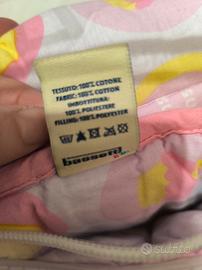 TESSUTO: 100% COTONE
FABRIC: 100% COTTON
IMBOTTITURA:
100% POLIESTERE
FILLING: 100% POLYESTER
bassetti
subito